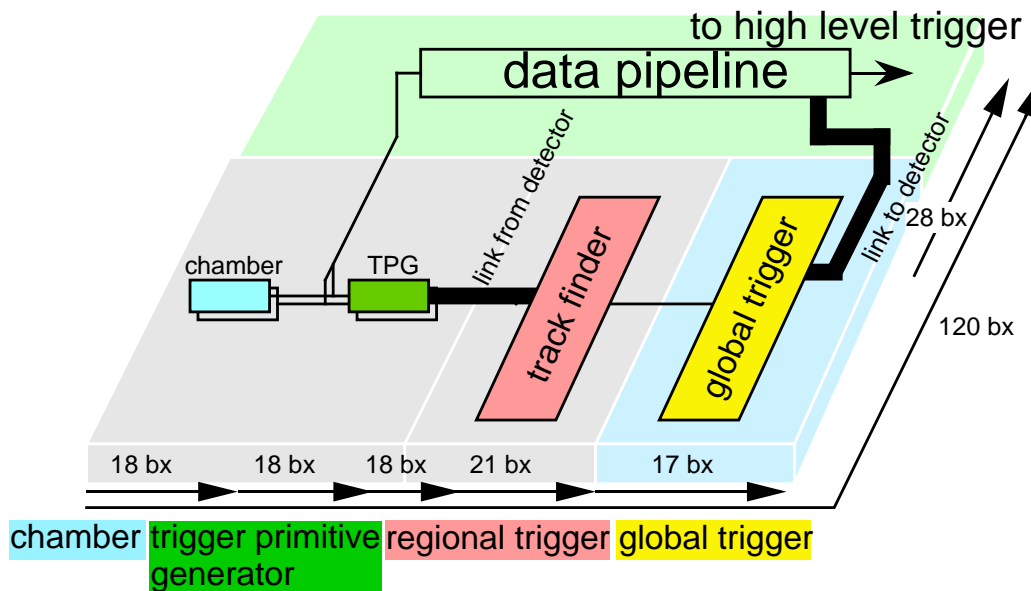 to high level trigger
data pipeline
link from detector
link to detector
chamber
TPG
track finder
global trigger
28 bx
120 bx
18 bx
18 bx
18 bx
21 bx
17 bx
chamber
trigger primitive
generator
regional trigger
global trigger